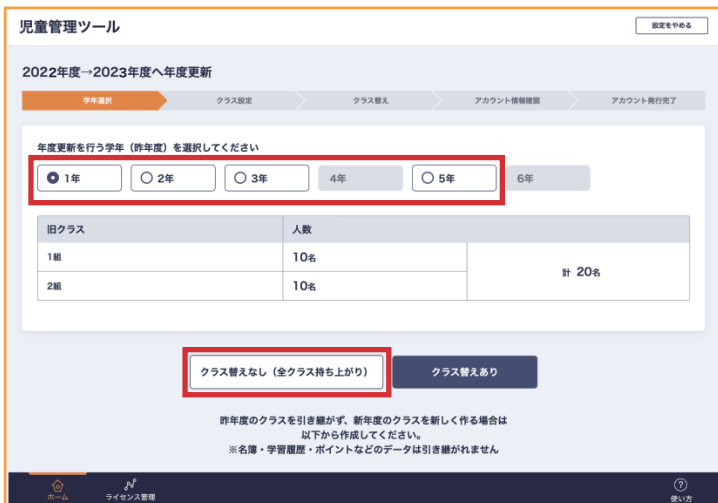 児童管理ツール
設定をやめる
2022年度→2023年度へ年度更新
学年選択
クラス設定
クラス替え
アカウント情報確認
アカウント発行完了
年度更新を行う学年（昨年度）を選択してください
1年
2年
3年
4年
5年
6年
旧クラス
人数
1組
10名
2組
10名
計 20名
クラス替えなし（全クラス持ち上がり）
クラス替えあり
昨年度のクラスを引き継がず、新年度のクラスを新しく作る場合は
以下から作成してください。
※名簿・学習履歴・ポイントなどのデータは引き継がれません
ホーム
ライセンス管理
使い方